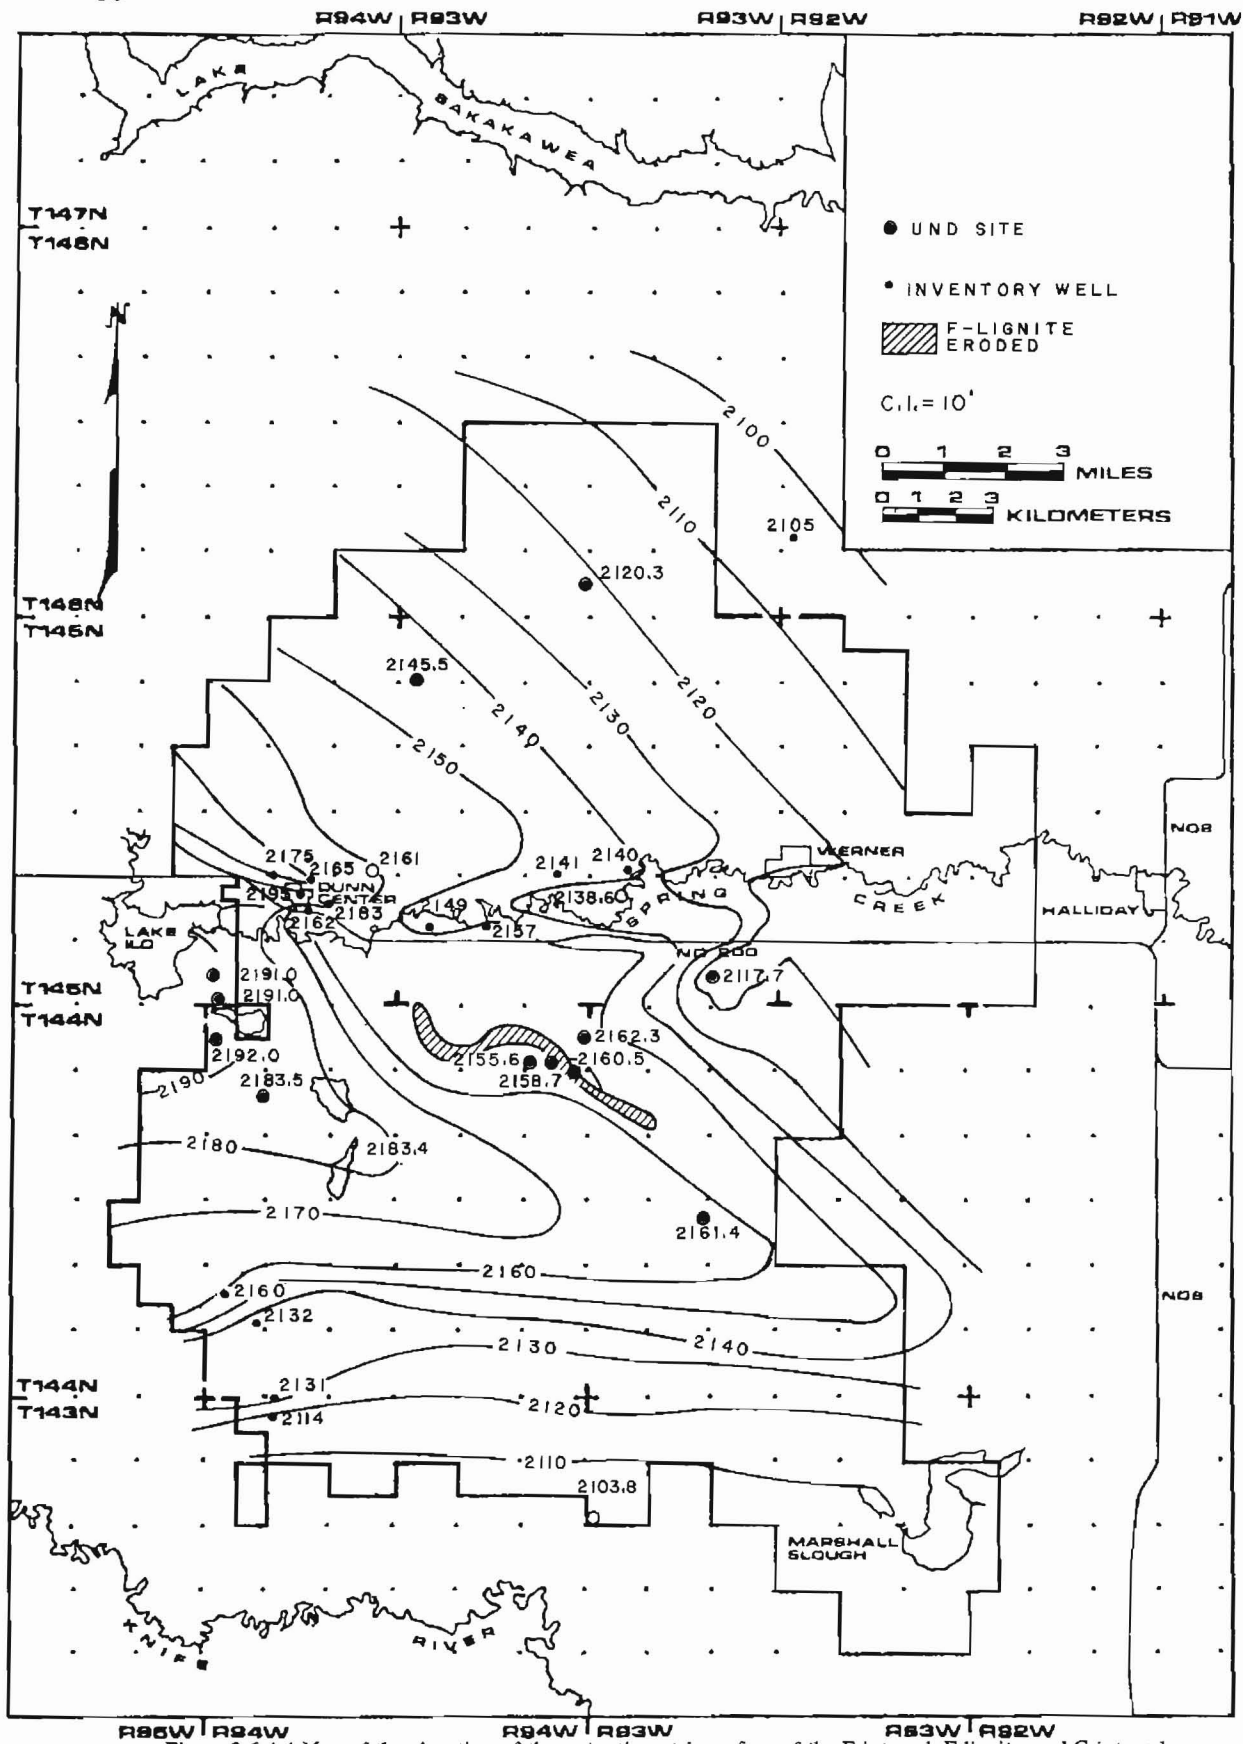 R94W R93W
R93W R92W
R92W R91W
LAKE
SAKAKAWEA
T147N
T146N
UND SITE
INVENTORY WELL
F-LIGNITE
ERODED
C.I.=10'
0 1 2 3
MILES
0 1 2 3
KILOMETERS
N
2100
2110
2105
2120.3
T146N
T145N
2145.5
2120
2130
2140
2150
2175
2165
2161
2141
2140
WERNER
NDB
2195
DUNN
CENTER
2183
2162
2149
2157
2138.60
SPRING
CREEK
HALLIDAY
LAKE
ILO
ND 200
2191.0
2191.0
2117.7
T145N
T144N
2192.0
2162.3
2155.6
2160.5
2158.7
2190
2183.5
2180
2183.4
2170
2161.4
2160
2160
NDB
2132
2140
2130
2131
T144N
T143N
2120
2114
2110
2103.8
MARSHALL
SLOUGH
KNIFE
RIVER
R95W R94W
R94W R93W
R93W R92W